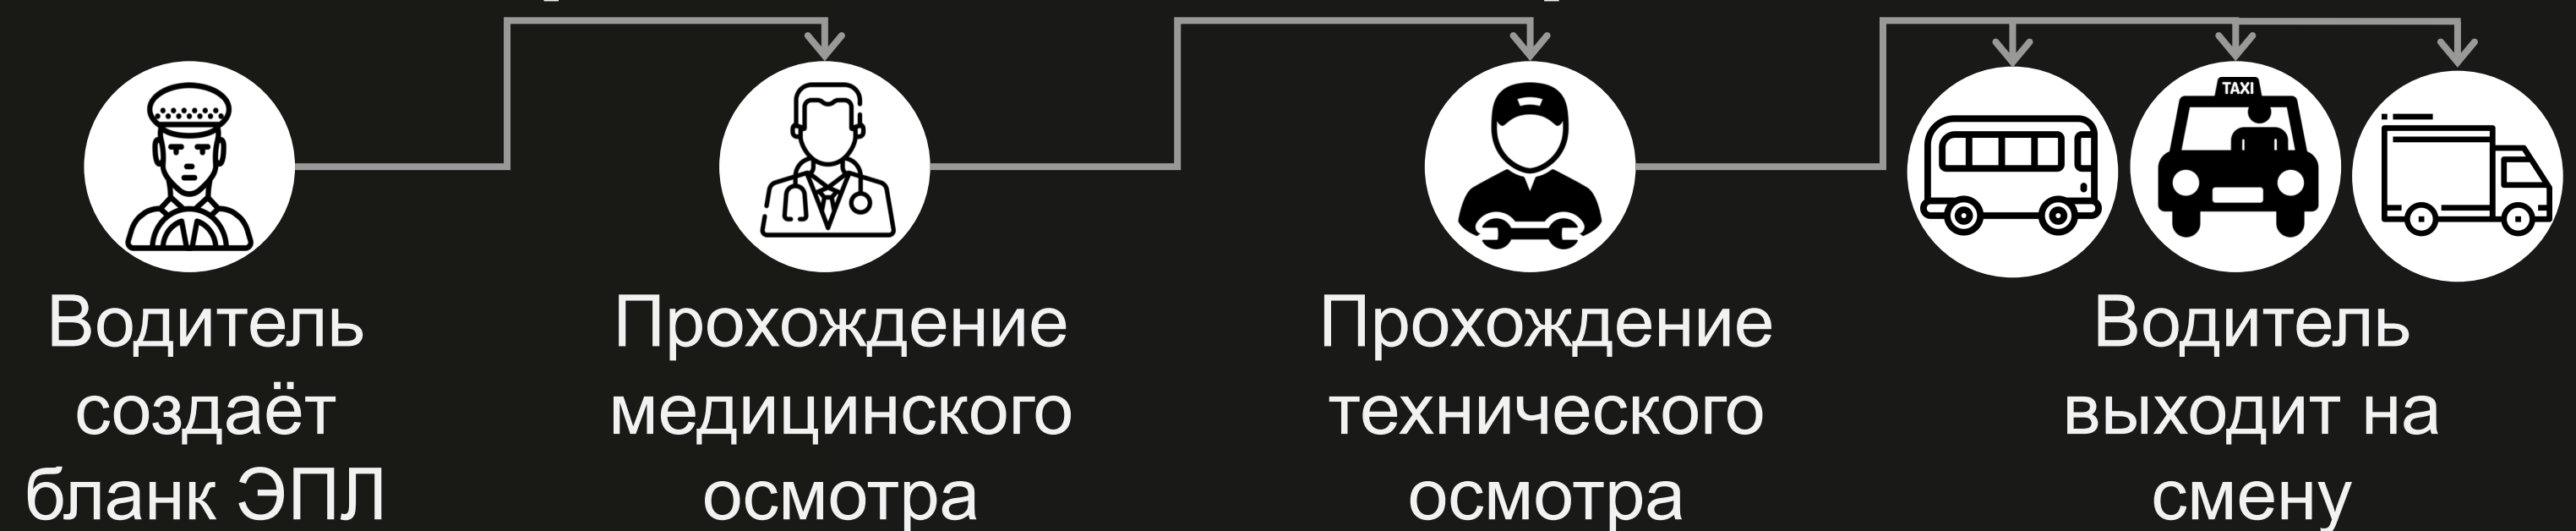 TAXI
Водитель
создаёт
бланк ЭПЛ
Прохождение
медицинского
осмотра
Прохождение
технического
осмотра
Водитель
выходит на
смену